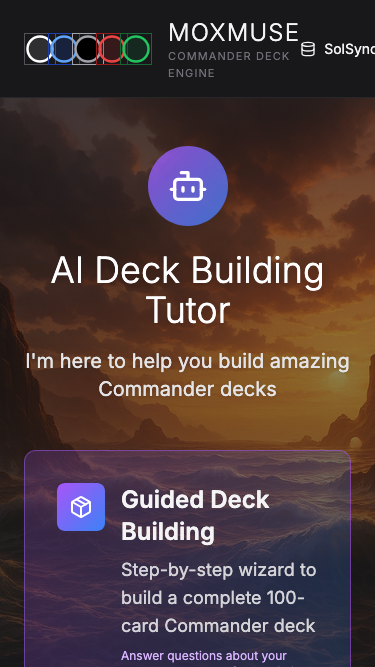 MOXMUSE
COMMANDER DECK
ENGINE
SolSync
AI Deck Building
Tutor
I'm here to help you build amazing
Commander decks
Guided Deck
Building
Step-by-step wizard to
build a complete 100-
card Commander deck
Answer questions about your